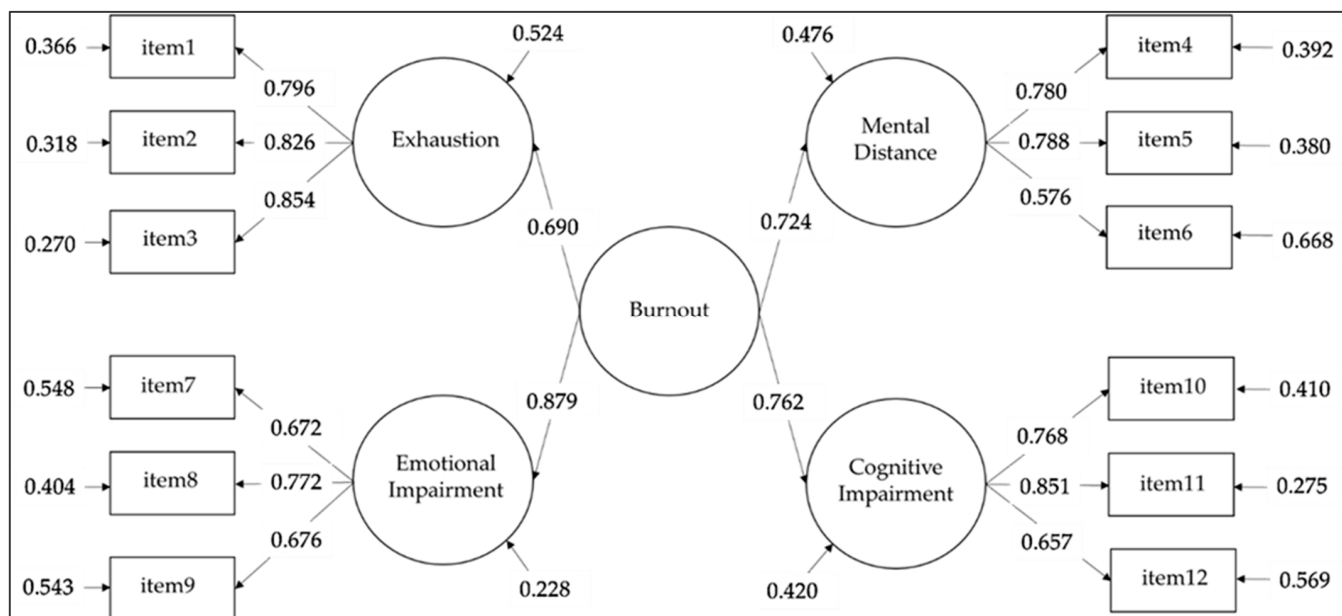 0.366
item1
0.796
0.318
item2
0.826
0.270
item3
0.854
Exhaustion
0.524
0.690
0.476
Mental
Distance
0.724
0.780
item4
0.392
0.788
item5
0.380
0.576
item6
0.668
Burnout
0.548
item7
0.672
0.404
item8
0.772
0.543
item9
0.676
Emotional
Impairment
0.879
0.228
0.762
Cognitive
Impairment
0.420
0.768
item10
0.410
0.851
item11
0.275
0.657
item12
0.569